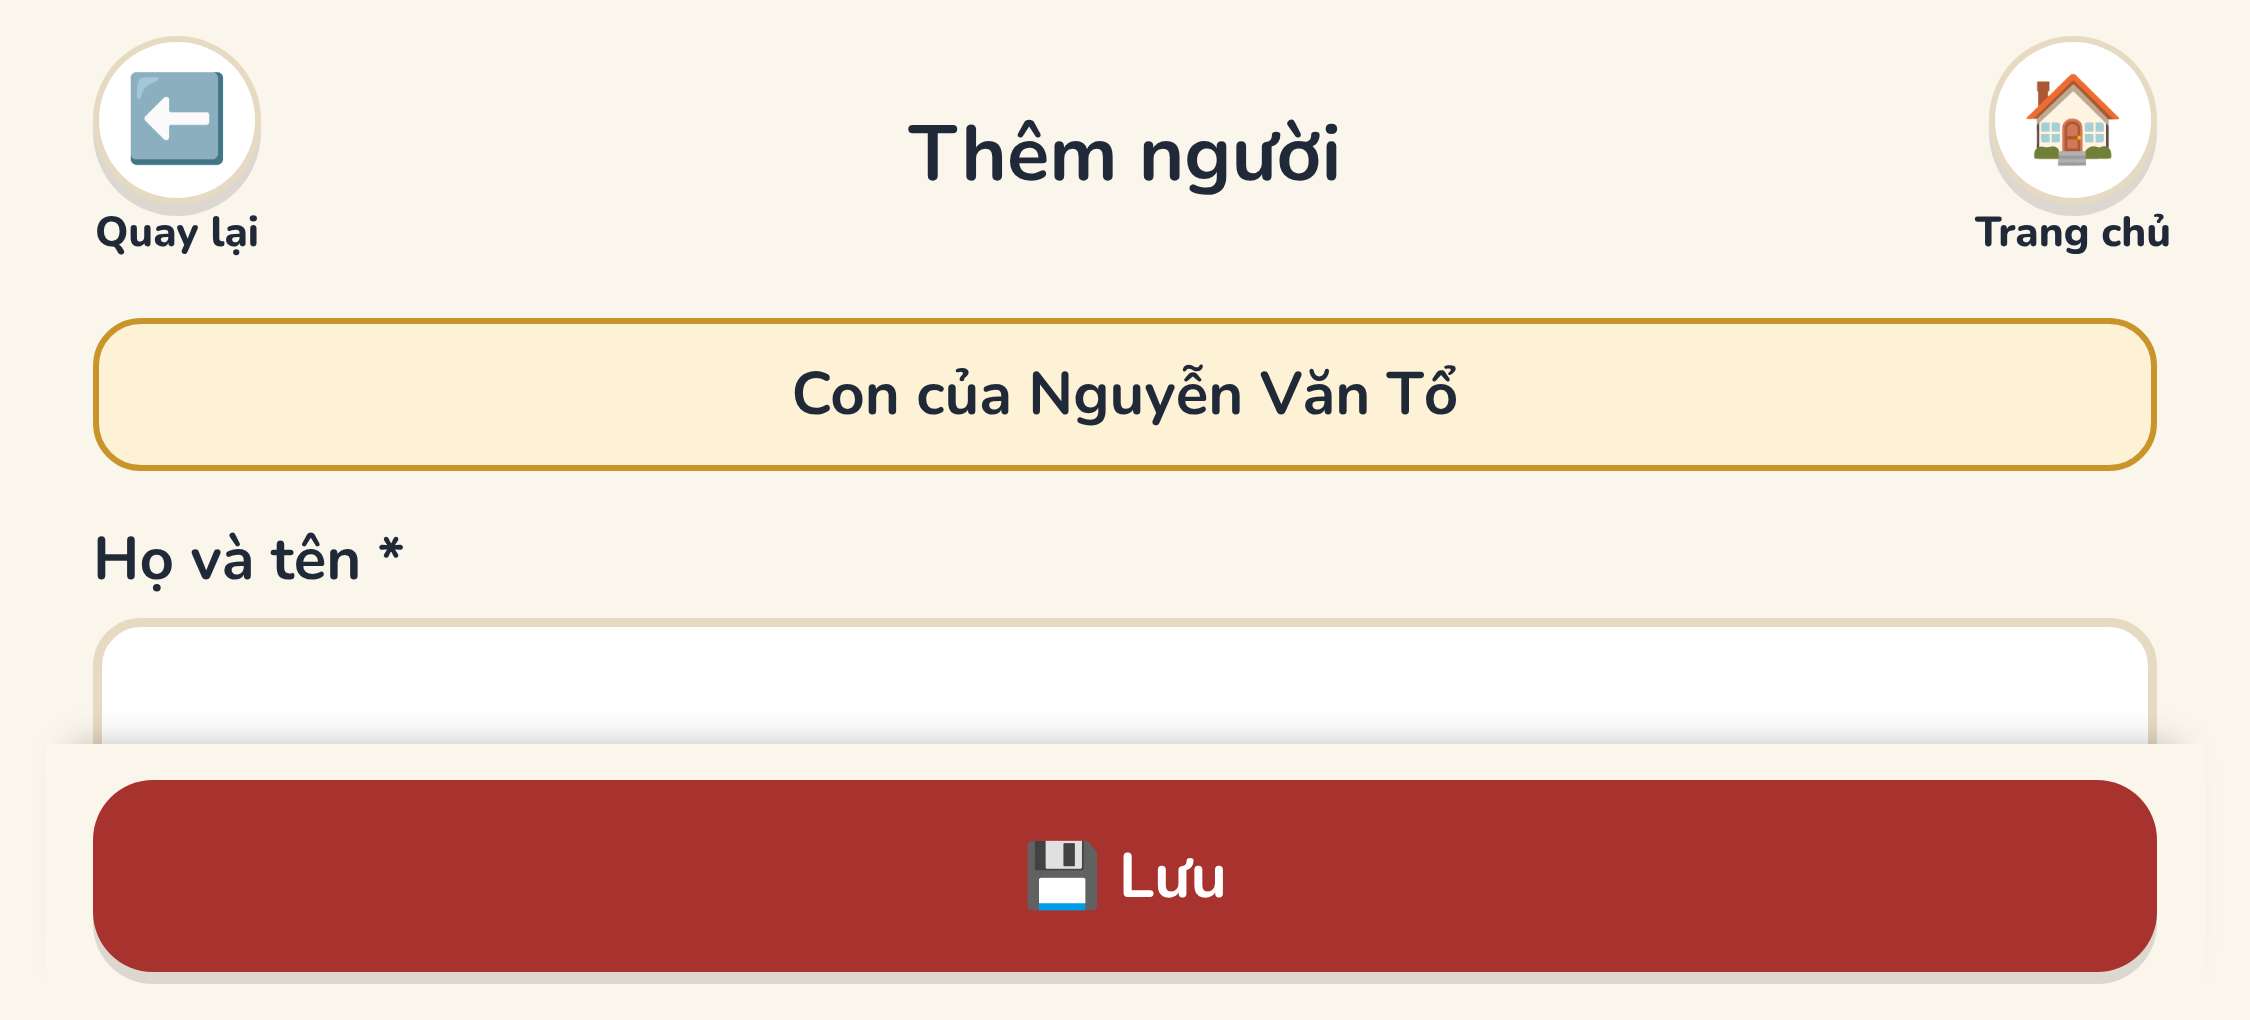 Thêm người
Quay lại
Trang chủ
Con của Nguyễn Văn Tổ
Họ và tên *
Lưu